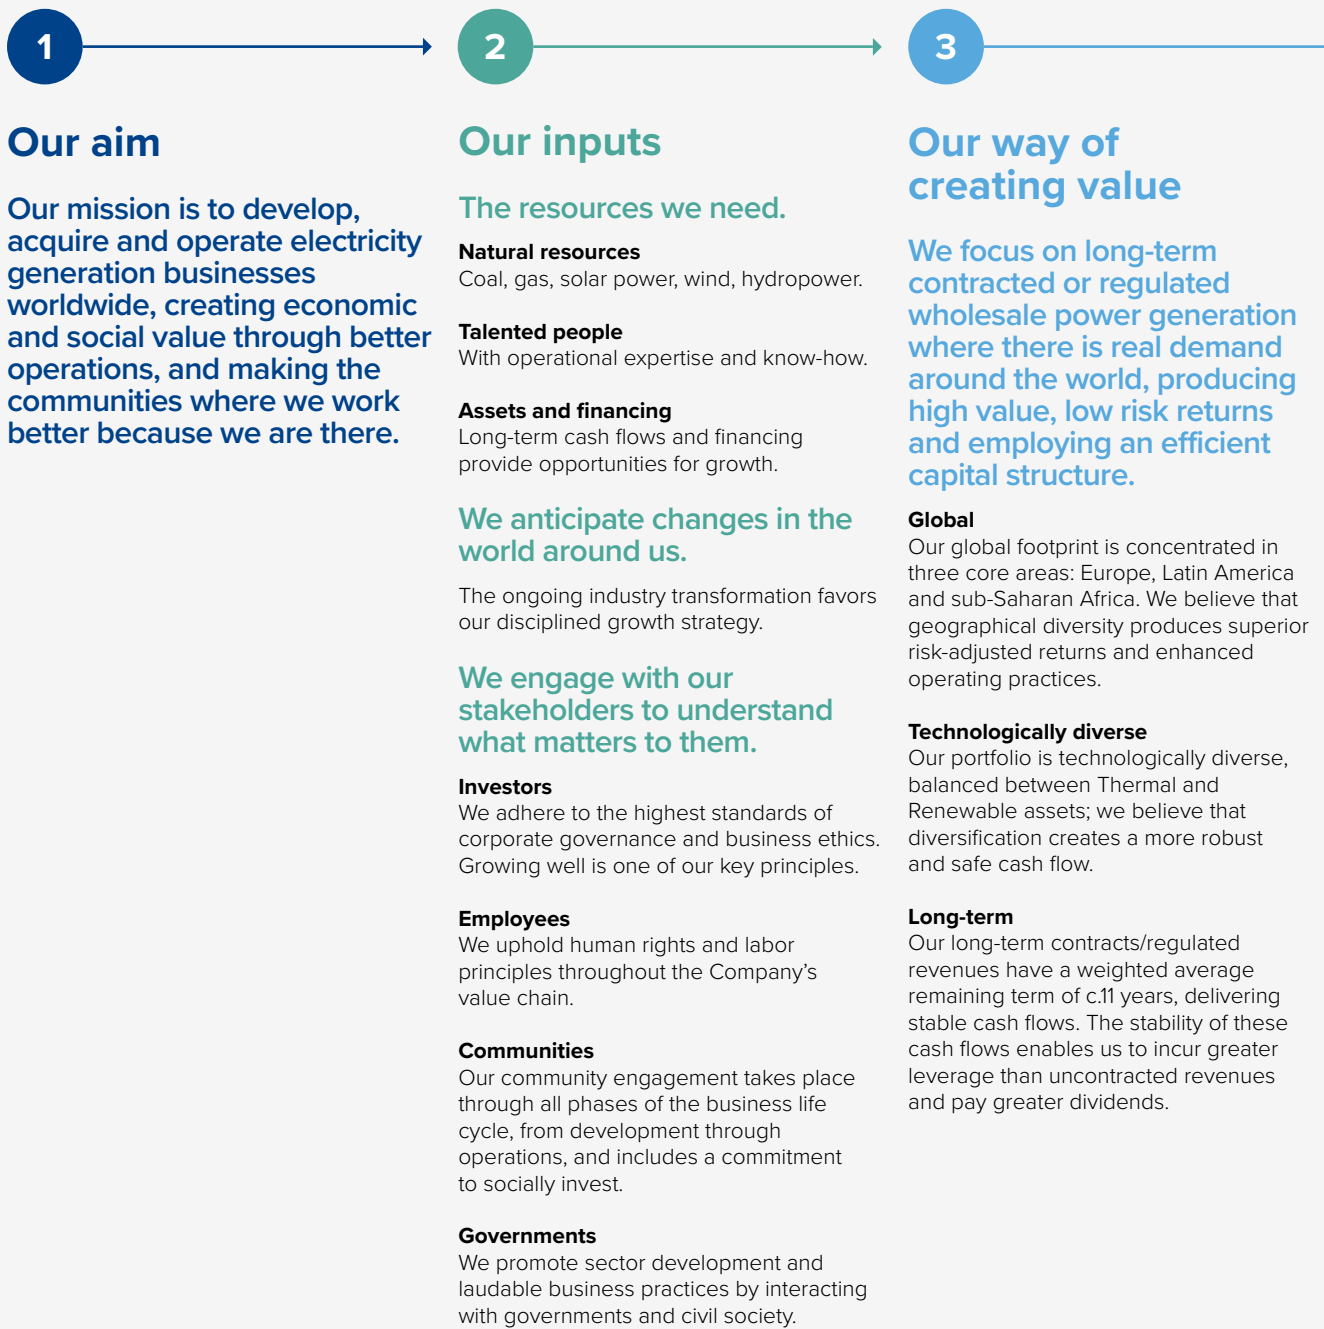 1
Our aim
Our mission is to develop,
acquire and operate electricity
generation businesses
worldwide, creating economic
and social value through better
operations, and making the
communities where we work
better because we are there.
2
Our inputs
The resources we need.
Natural resources
Coal, gas, solar power, wind, hydropower.
Talented people
With operational expertise and know-how.
Assets and financing
Long-term cash flows and financing
provide opportunities for growth.
We anticipate changes in the
world around us.
The ongoing industry transformation favors
our disciplined growth strategy.
We engage with our
stakeholders to understand
what matters to them.
Investors
We adhere to the highest standards of
corporate governance and business ethics.
Growing well is one of our key principles.
Employees
We uphold human rights and labor
principles throughout the Company’s
value chain.
Communities
Our community engagement takes place
through all phases of the business life
cycle, from development through
operations, and includes a commitment
to socially invest.
Governments
We promote sector development and
laudable business practices by interacting
with governments and civil society.
3
Our way of
creating value
We focus on long-term
contracted or regulated
wholesale power generation
where there is real demand
around the world, producing
high value, low risk returns
and employing an efficient
capital structure.
Global
Our global footprint is concentrated in
three core areas: Europe, Latin America
and sub-Saharan Africa. We believe that
geographical diversity produces superior
risk-adjusted returns and enhanced
operating practices.
Technologically diverse
Our portfolio is technologically diverse,
balanced between Thermal and
Renewable assets; we believe that
diversification creates a more robust
and safe cash flow.
Long-term
Our long-term contracts/regulated
revenues have a weighted average
remaining term of c.11 years, delivering
stable cash flows. The stability of these
cash flows enables us to incur greater
leverage than uncontracted revenues
and pay greater dividends.